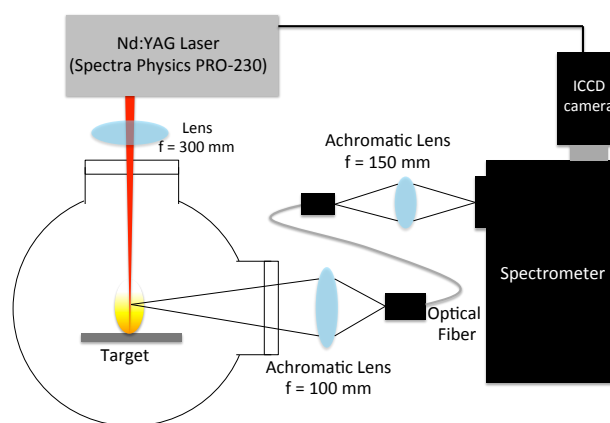 Nd:YAG Laser
(Spectra Physics PRO-230)
ICCD
camera
Lens
f = 300 mm
Achromatic Lens
f = 150 mm
Spectrometer
Optical
Fiber
Target
Achromatic Lens
f = 100 mm